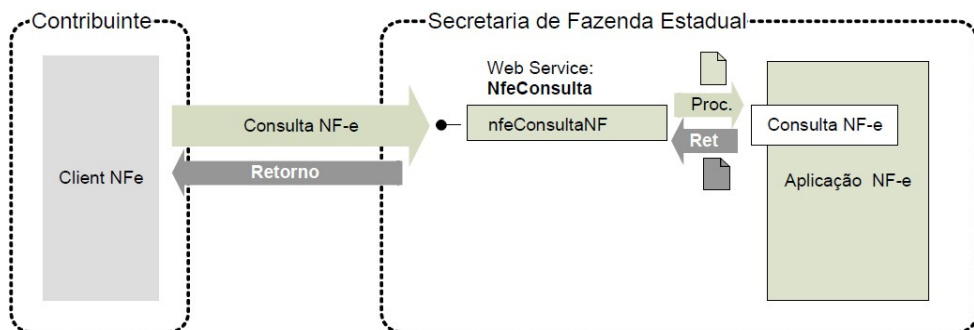 Contribuinte
Secretaria de Fazenda Estadual
Web Service:
NfeConsulta
Proc.
Consulta NF-e
nfeConsultaNF
Consulta NF-e
Ret
Retorno
Client NFe
Aplicação NF-e